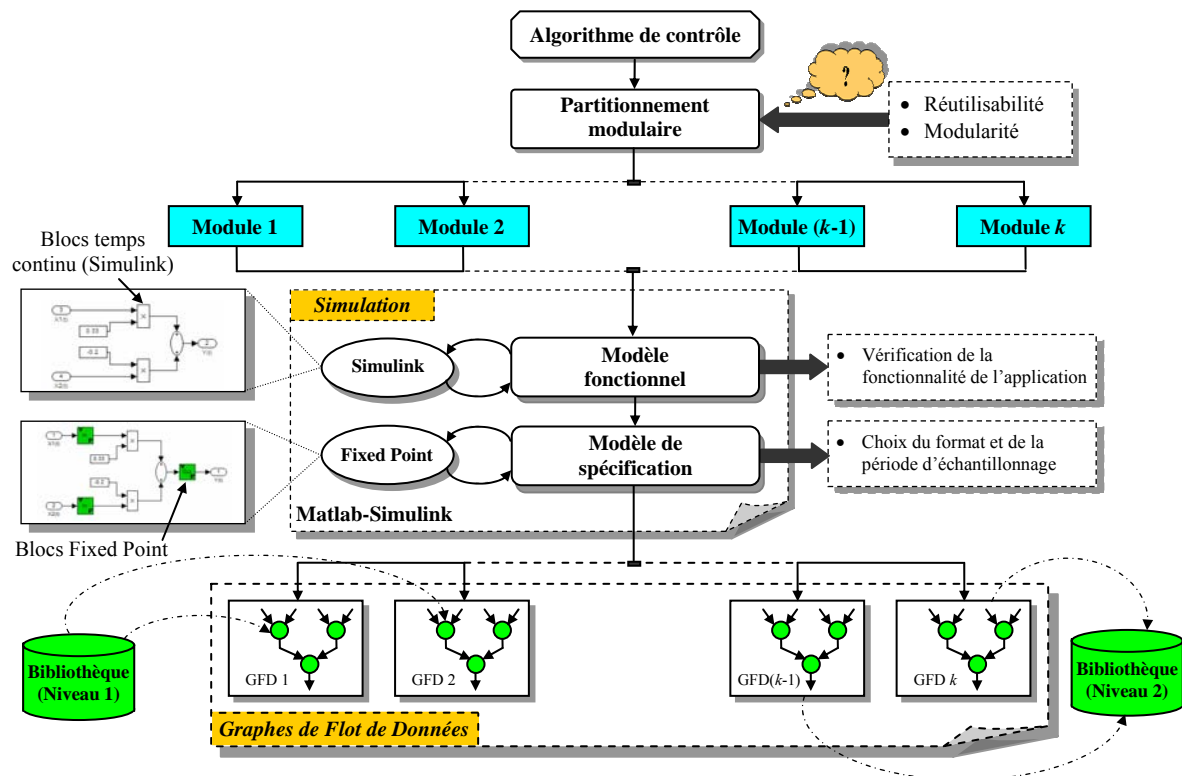 Algorithme de contrôle
?
Partitionnement
modulaire
• Réutilisabilité
• Modularité
Module 1
Module 2
Module (k-1)
Module k
Blocs temps
continu (Simulink)
Simulation
Simulink
Modèle
fonctionnel
• Vérification de la
fonctionnalité de l’application
Fixed Point
Modèle de
spécification
• Choix du format et de la
période d’échantillonnage
Matlab-Simulink
Blocs Fixed Point
Bibliothèque
(Niveau 1)
GFD 1
GFD 2
GFD(k-1)
GFD k
Bibliothèque
(Niveau 2)
Graphes de Flot de Données